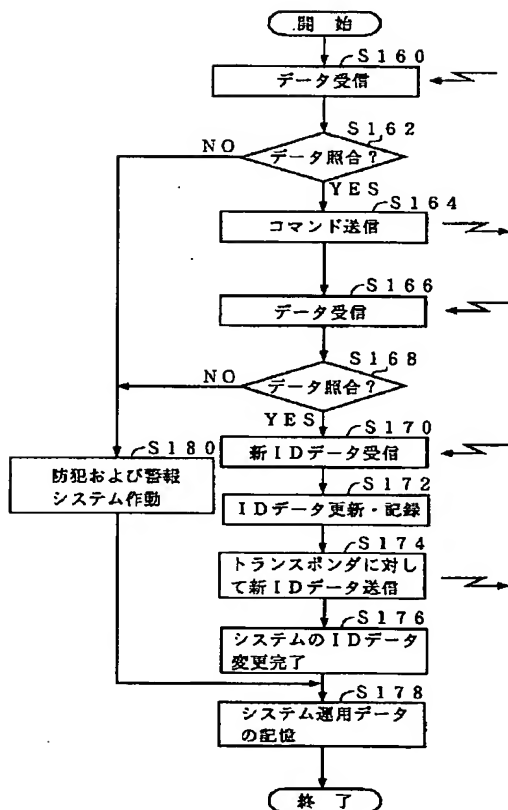 開始
S160
データ受信
S162
NO
データ照合?
YES
S164
コマンド送信
S166
データ受信
S168
NO
データ照合?
YES
S170
新IDデータ受信
S180
防犯および警報
システム作動
S172
IDデータ更新・記録
S174
トランスポンダに対し
て新IDデータ送信
S176
システムのIDデータ
変更完了
S178
システム運用データ
の記憶
終了